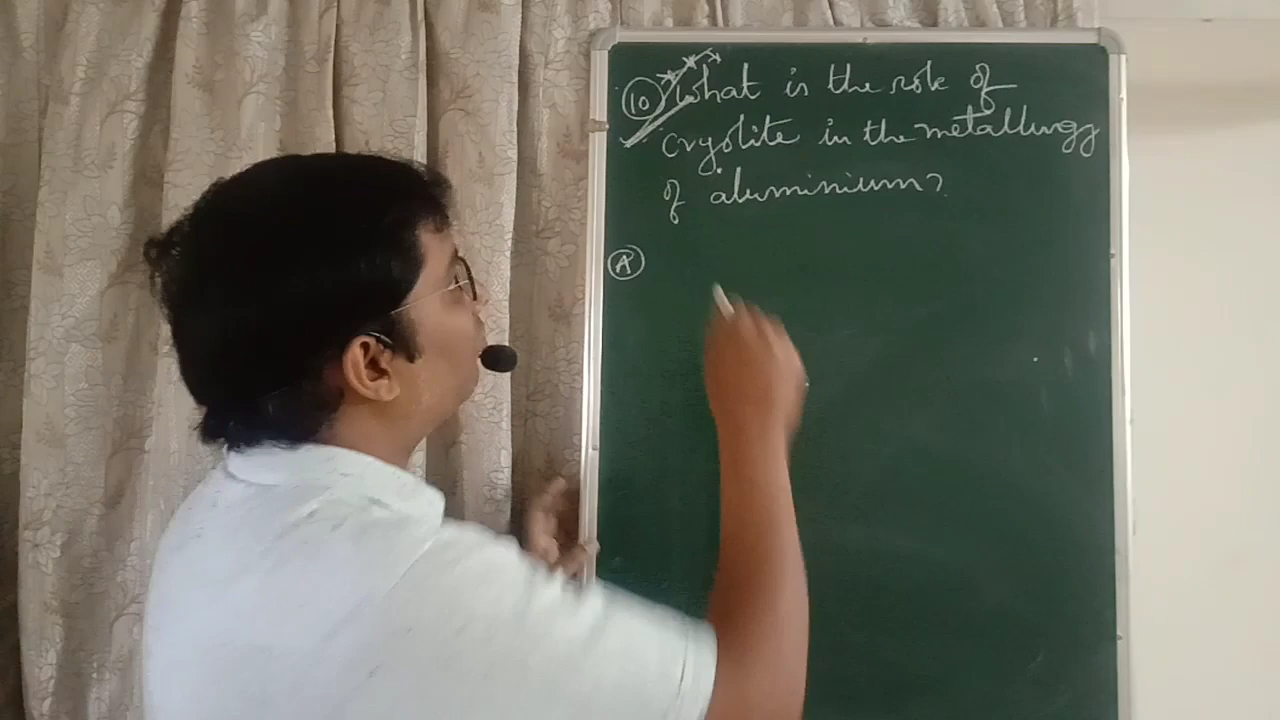 10 What is the role of
cryolite in the metallurgy
of aluminium?
A